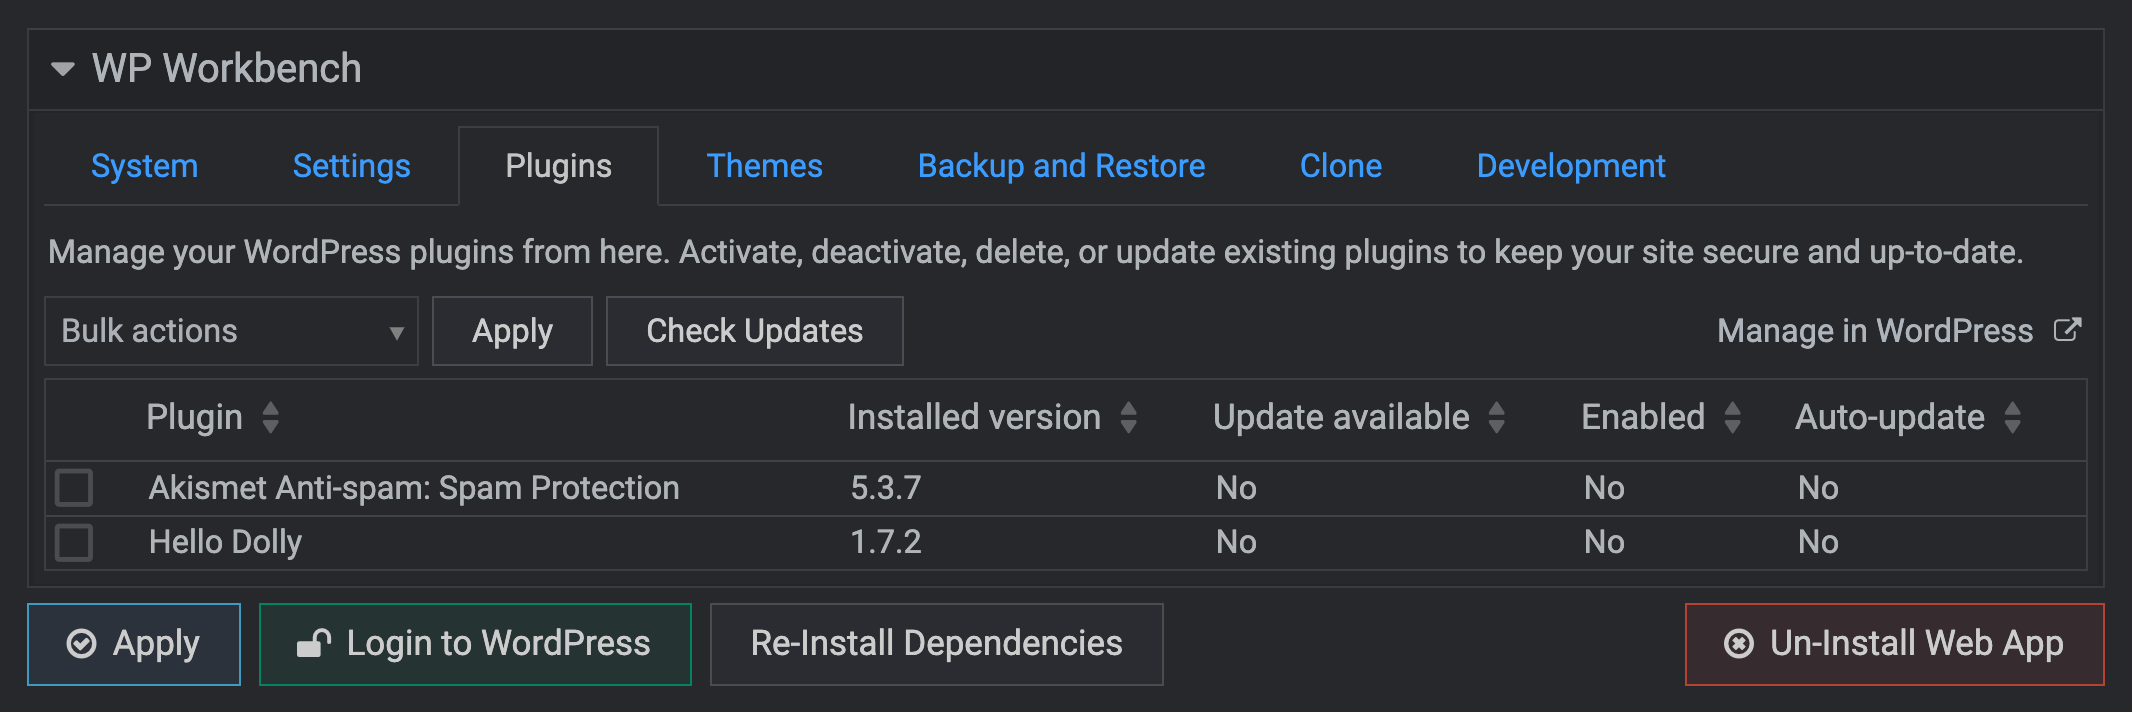 WP Workbench
System Settings Plugins Themes Backup and Restore Clone Development
Manage your WordPress plugins from here. Activate, deactivate, delete, or update existing plugins to keep your site secure and up-to-date.
Bulk actions Apply Check Updates Manage in WordPress
Plugin Installed version Update available Enabled Auto-update
Akismet Anti-spam: Spam Protection 5.3.7 No No No
Hello Dolly 1.7.2 No No No
Apply Login to WordPress Re-Install Dependencies Un-Install Web App